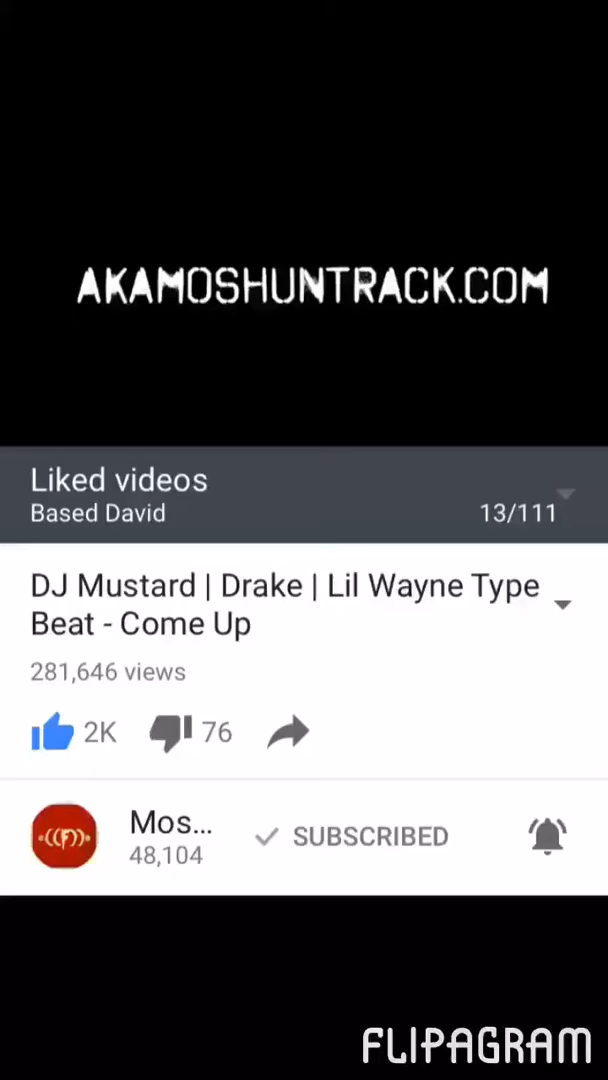 AKAMOSHUNTRACK.COM
Liked videos
Based David
13/111
DJ Mustard | Drake | Lil Wayne Type
Beat - Come Up
281,646 views
2K 76
Mos...
48,104
SUBSCRIBED
FLIPAGRAM